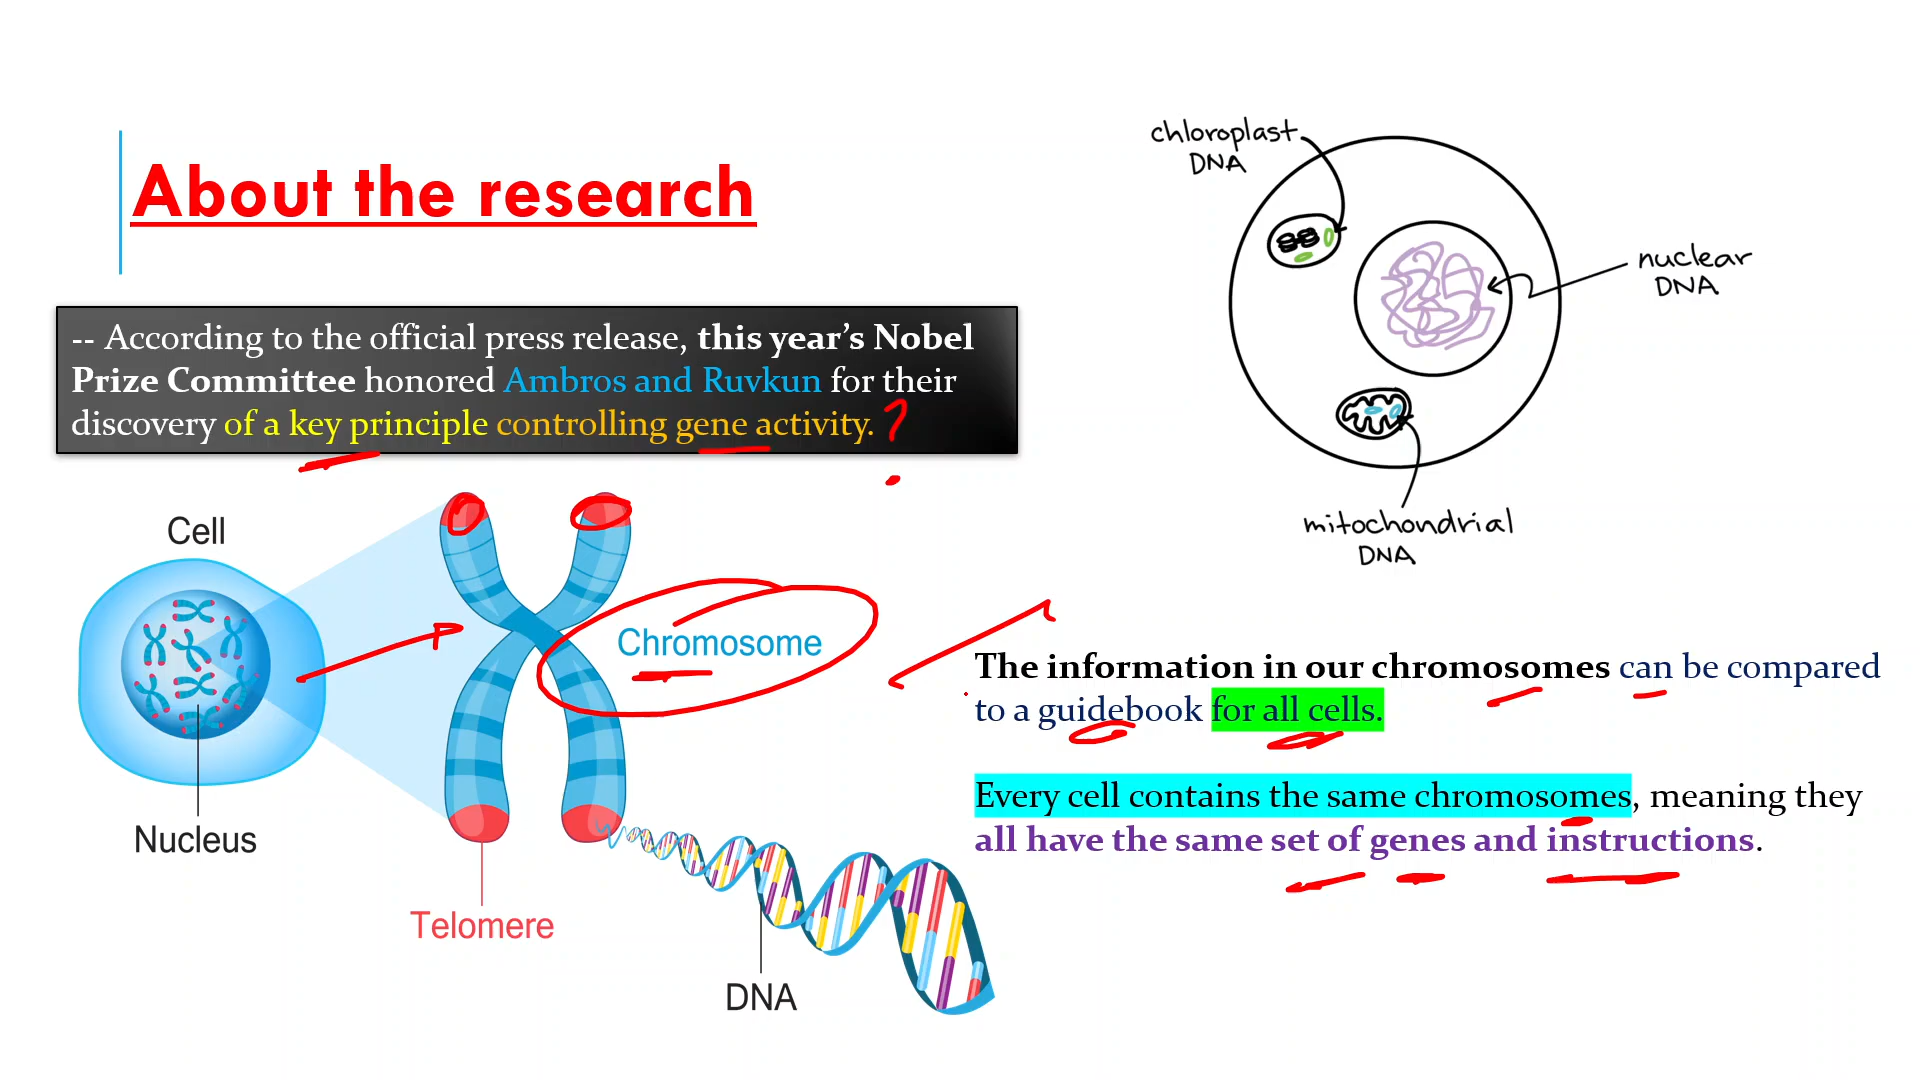 About the research
chloroplast
DNA
nuclear
DNA
mitochondrial
DNA
-- According to the official press release, this year’s Nobel
Prize Committee honored Ambros and Ruvkun for their
discovery of a key principle controlling gene activity. ?
Cell
Chromosome
Nucleus
Telomere
DNA
The information in our chromosomes can be compared
to a guidebook for all cells.
Every cell contains the same chromosomes, meaning they
all have the same set of genes and instructions.